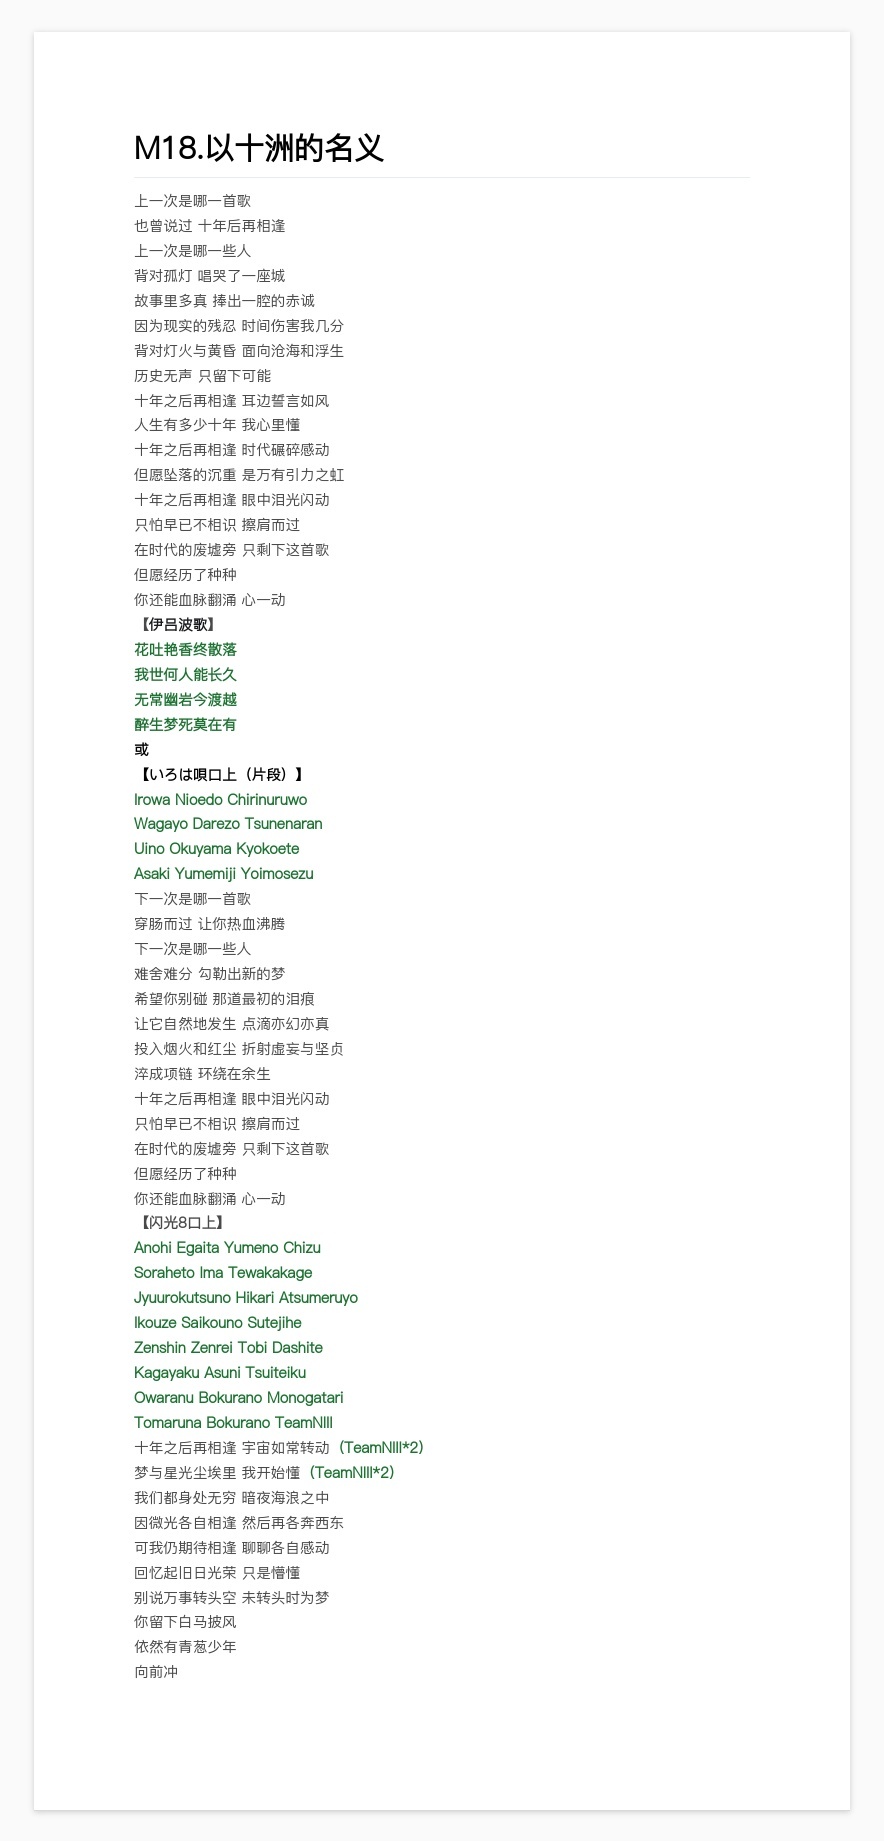 M18.以十洲的名义
上一次是哪一首歌
也曾说过 十年后再相逢
上一次是哪一些人
背对孤灯 唱哭了一座城
故事里多真 捧出一腔的赤诚
因为现实的残忍 时间伤害我几分
背对灯火与黄昏 面向沧海和浮生
历史无声 只留下可能
十年之后再相逢 耳边誓言如风
人生有多少十年 我心里懂
十年之后再相逢 时代碾碎感动
但愿坠落的沉重 是万有引力之虹
十年之后再相逢 眼中泪光闪动
只怕早已不相识 擦肩而过
在时代的废墟旁 只剩下这首歌
但愿经历了种种
你还能血脉翻涌 心一动
【伊吕波歌】
花吐艳香终散落
我世何人能长久
无常幽岩今渡越
醉生梦死莫在有
或
【いろは唄口上（片段）】
Irowa Nioedo Chirinuruwo
Wagayo Darezo Tsunenaran
Uino Okuyama Kyokoete
Asaki Yumemiji Yoimosezu
下一次是哪一首歌
穿肠而过 让你热血沸腾
下一次是哪一些人
难舍难分 勾勒出新的梦
希望你别碰 那道最初的泪痕
让它自然地发生 点滴亦幻亦真
投入烟火和红尘 折射虚妄与坚贞
淬成项链 环绕在余生
十年之后再相逢 眼中泪光闪动
只怕早已不相识 擦肩而过
在时代的废墟旁 只剩下这首歌
但愿经历了种种
你还能血脉翻涌 心一动
【闪光8口上】
Anohi Egaita Yumeno Chizu
Soraheto Ima Tewakakage
Jyuurokutsuno Hikari Atsumeruyo
Ikouze Saikouno Sutejihe
Zenshin Zenrei Tobi Dashite
Kagayaku Asuni Tsuiteiku
Owaranu Bokurano Monogatari
Tomaruna Bokurano TeamNIII
十年之后再相逢 宇宙如常转动（TeamNIII*2）
梦与星光尘埃里 我开始懂（TeamNIII*2）
我们都身处无穷 暗夜海浪之中
因微光各自相逢 然后再各奔西东
可我仍期待相逢 聊聊各自感动
回忆起旧日光荣 只是懵懂
别说万事转头空 未转头时为梦
你留下白马披风
依然有青葱少年
向前冲